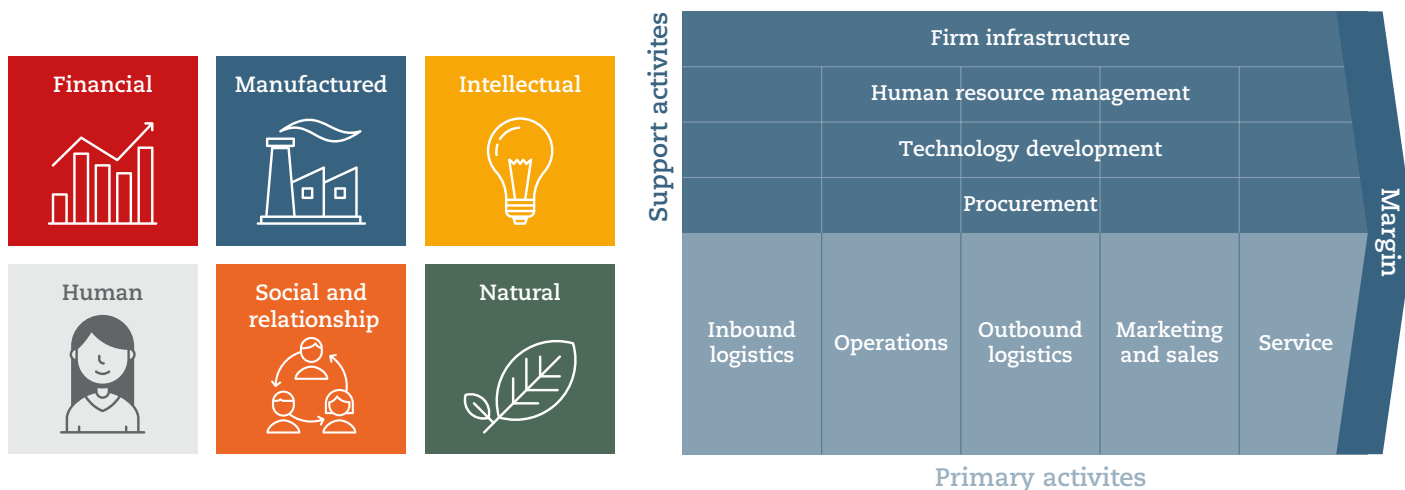 Financial
Manufactured
Intellectual
Human
Social and
relationship
Natural
Support activites
Firm infrastructure
Human resource management
Technology development
Procurement
Inbound
logistics
Operations
Outbound
logistics
Marketing
and sales
Service
Margin
Primary activites